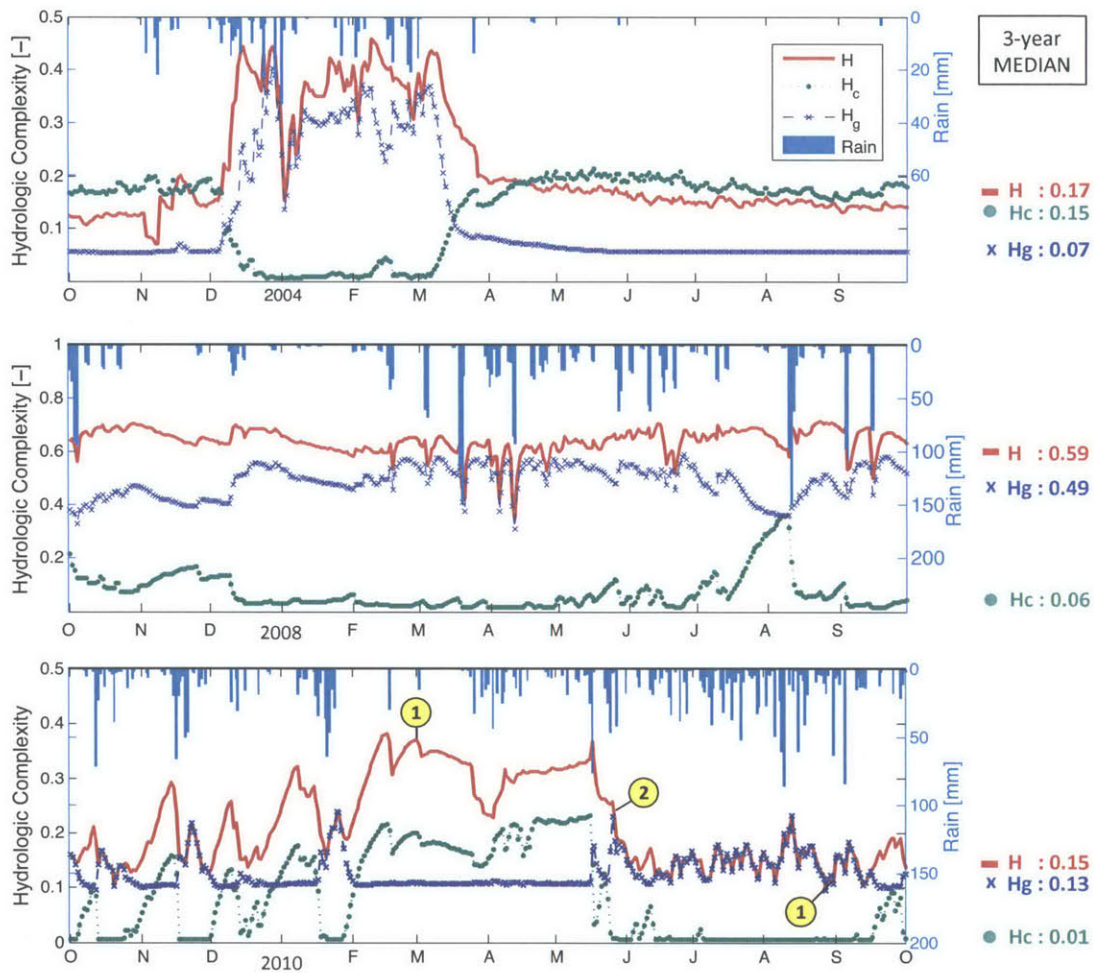 3-year
MEDIAN
Hydrologic Complexity [–]
0.5
0.4
0.3
0.2
0.1
O N D 2004 F M A M J J A S
0
20
40
60
Rain [mm]
H
Hc
Hg
Rain
H : 0.17
Hc : 0.15
x Hg : 0.07
Hydrologic Complexity [–]
1
0.8
0.6
0.4
0.2
O N D 2008 F M A M J J A S
0
50
100
150
200
Rain [mm]
H : 0.59
x Hg : 0.49
Hc : 0.06
Hydrologic Complexity
0.5
0.4
0.3
0.2
0.1
0
O N D 2010 F M A M J J A S O
0
50
100
150
200
Rain [mm]
1
2
1
H : 0.15
x Hg : 0.13
Hc : 0.01